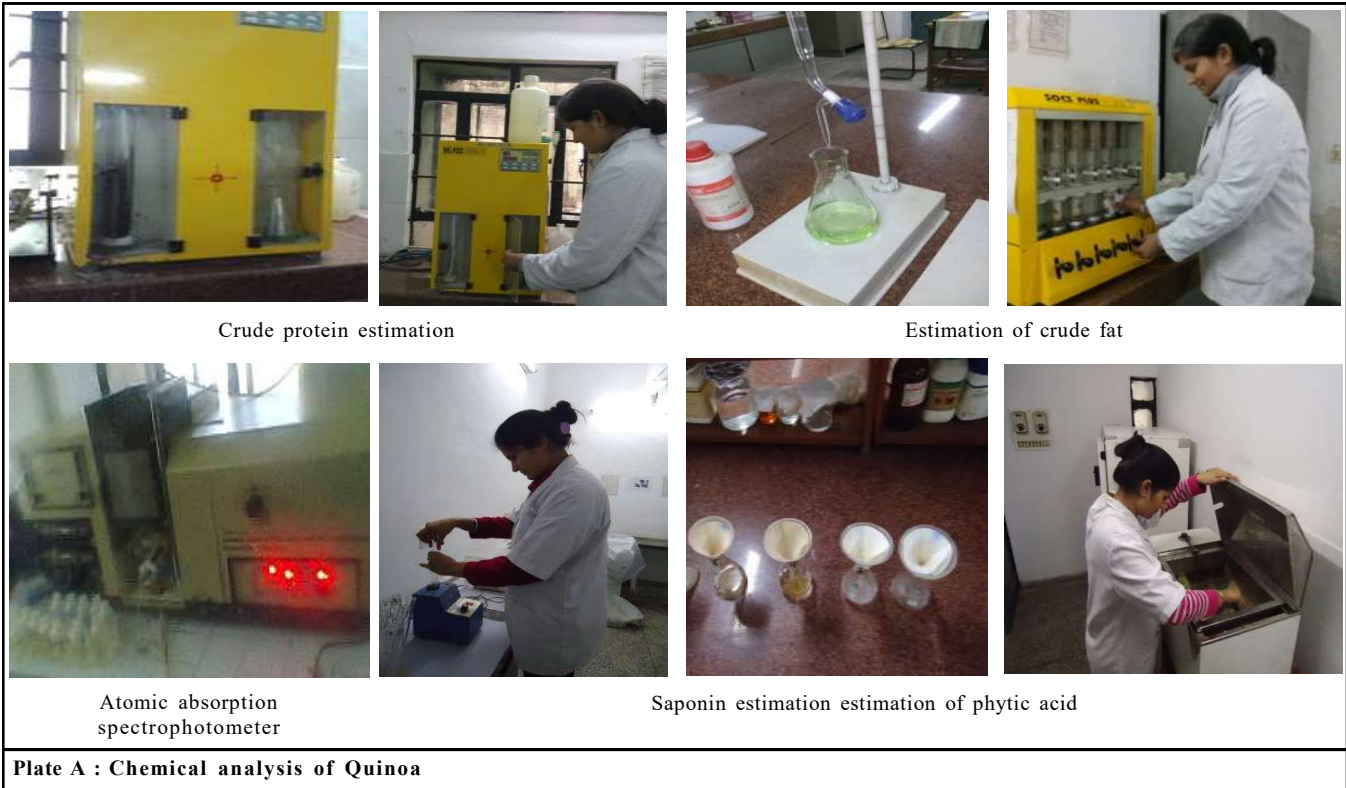 SOCS PLUS
Crude protein estimation
Estimation of crude fat
Atomic absorption
spectrophotometer
Saponin estimation estimation of phytic acid
Plate A : Chemical analysis of Quinoa